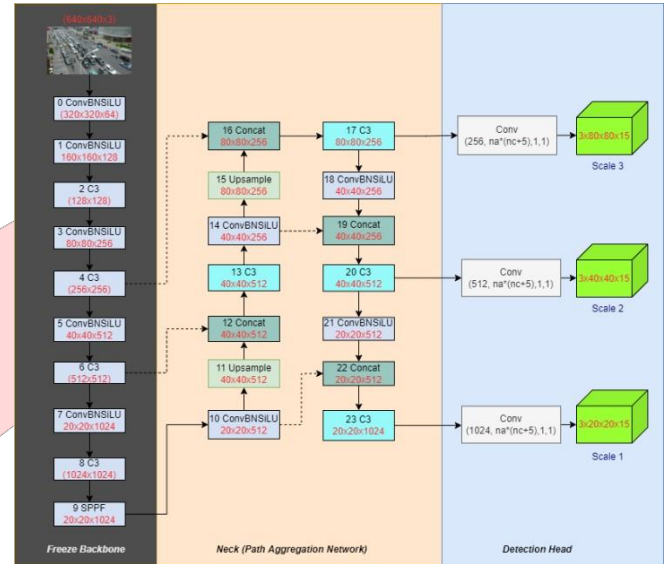 (640x640x3)
0 ConvBNSiLU
(320x320x64)
1 ConvBNSiLU
160x160x128
2 C3
(128x128)
3 ConvBNSiLU
80x80x256
4 C3
(256x256)
5 ConvBNSiLU
40x40x512
6 C3
(512x512)
7 ConvBNSiLU
20x20x1024
8 C3
(1024x1024)
9 SPPF
20x20x1024
Freeze Backbone
16 Concat
80x80x256
15 Upsample
80x80x256
14 ConvBNSiLU
40x40x256
13 C3
40x40x512
12 Concat
40x40x512
11 Upsample
40x40x512
10 ConvBNSiLU
20x20x512
17 C3
80x80x256
18 ConvBNSiLU
40x40x256
19 Concat
40x40x256
20 C3
40x40x512
21 ConvBNSiLU
20x20x512
22 Concat
20x20x512
23 C3
20x20x1024
Neck (Path Aggregation Network)
Conv
(256, na*(nc+5),1,1)
3x80x80x15
Scale 3
Conv
(512, na*(nc+5),1,1)
3x40x40x15
Scale 2
Conv
(1024, na*(nc+5),1,1)
3x20x20x15
Scale 1
Detection Head